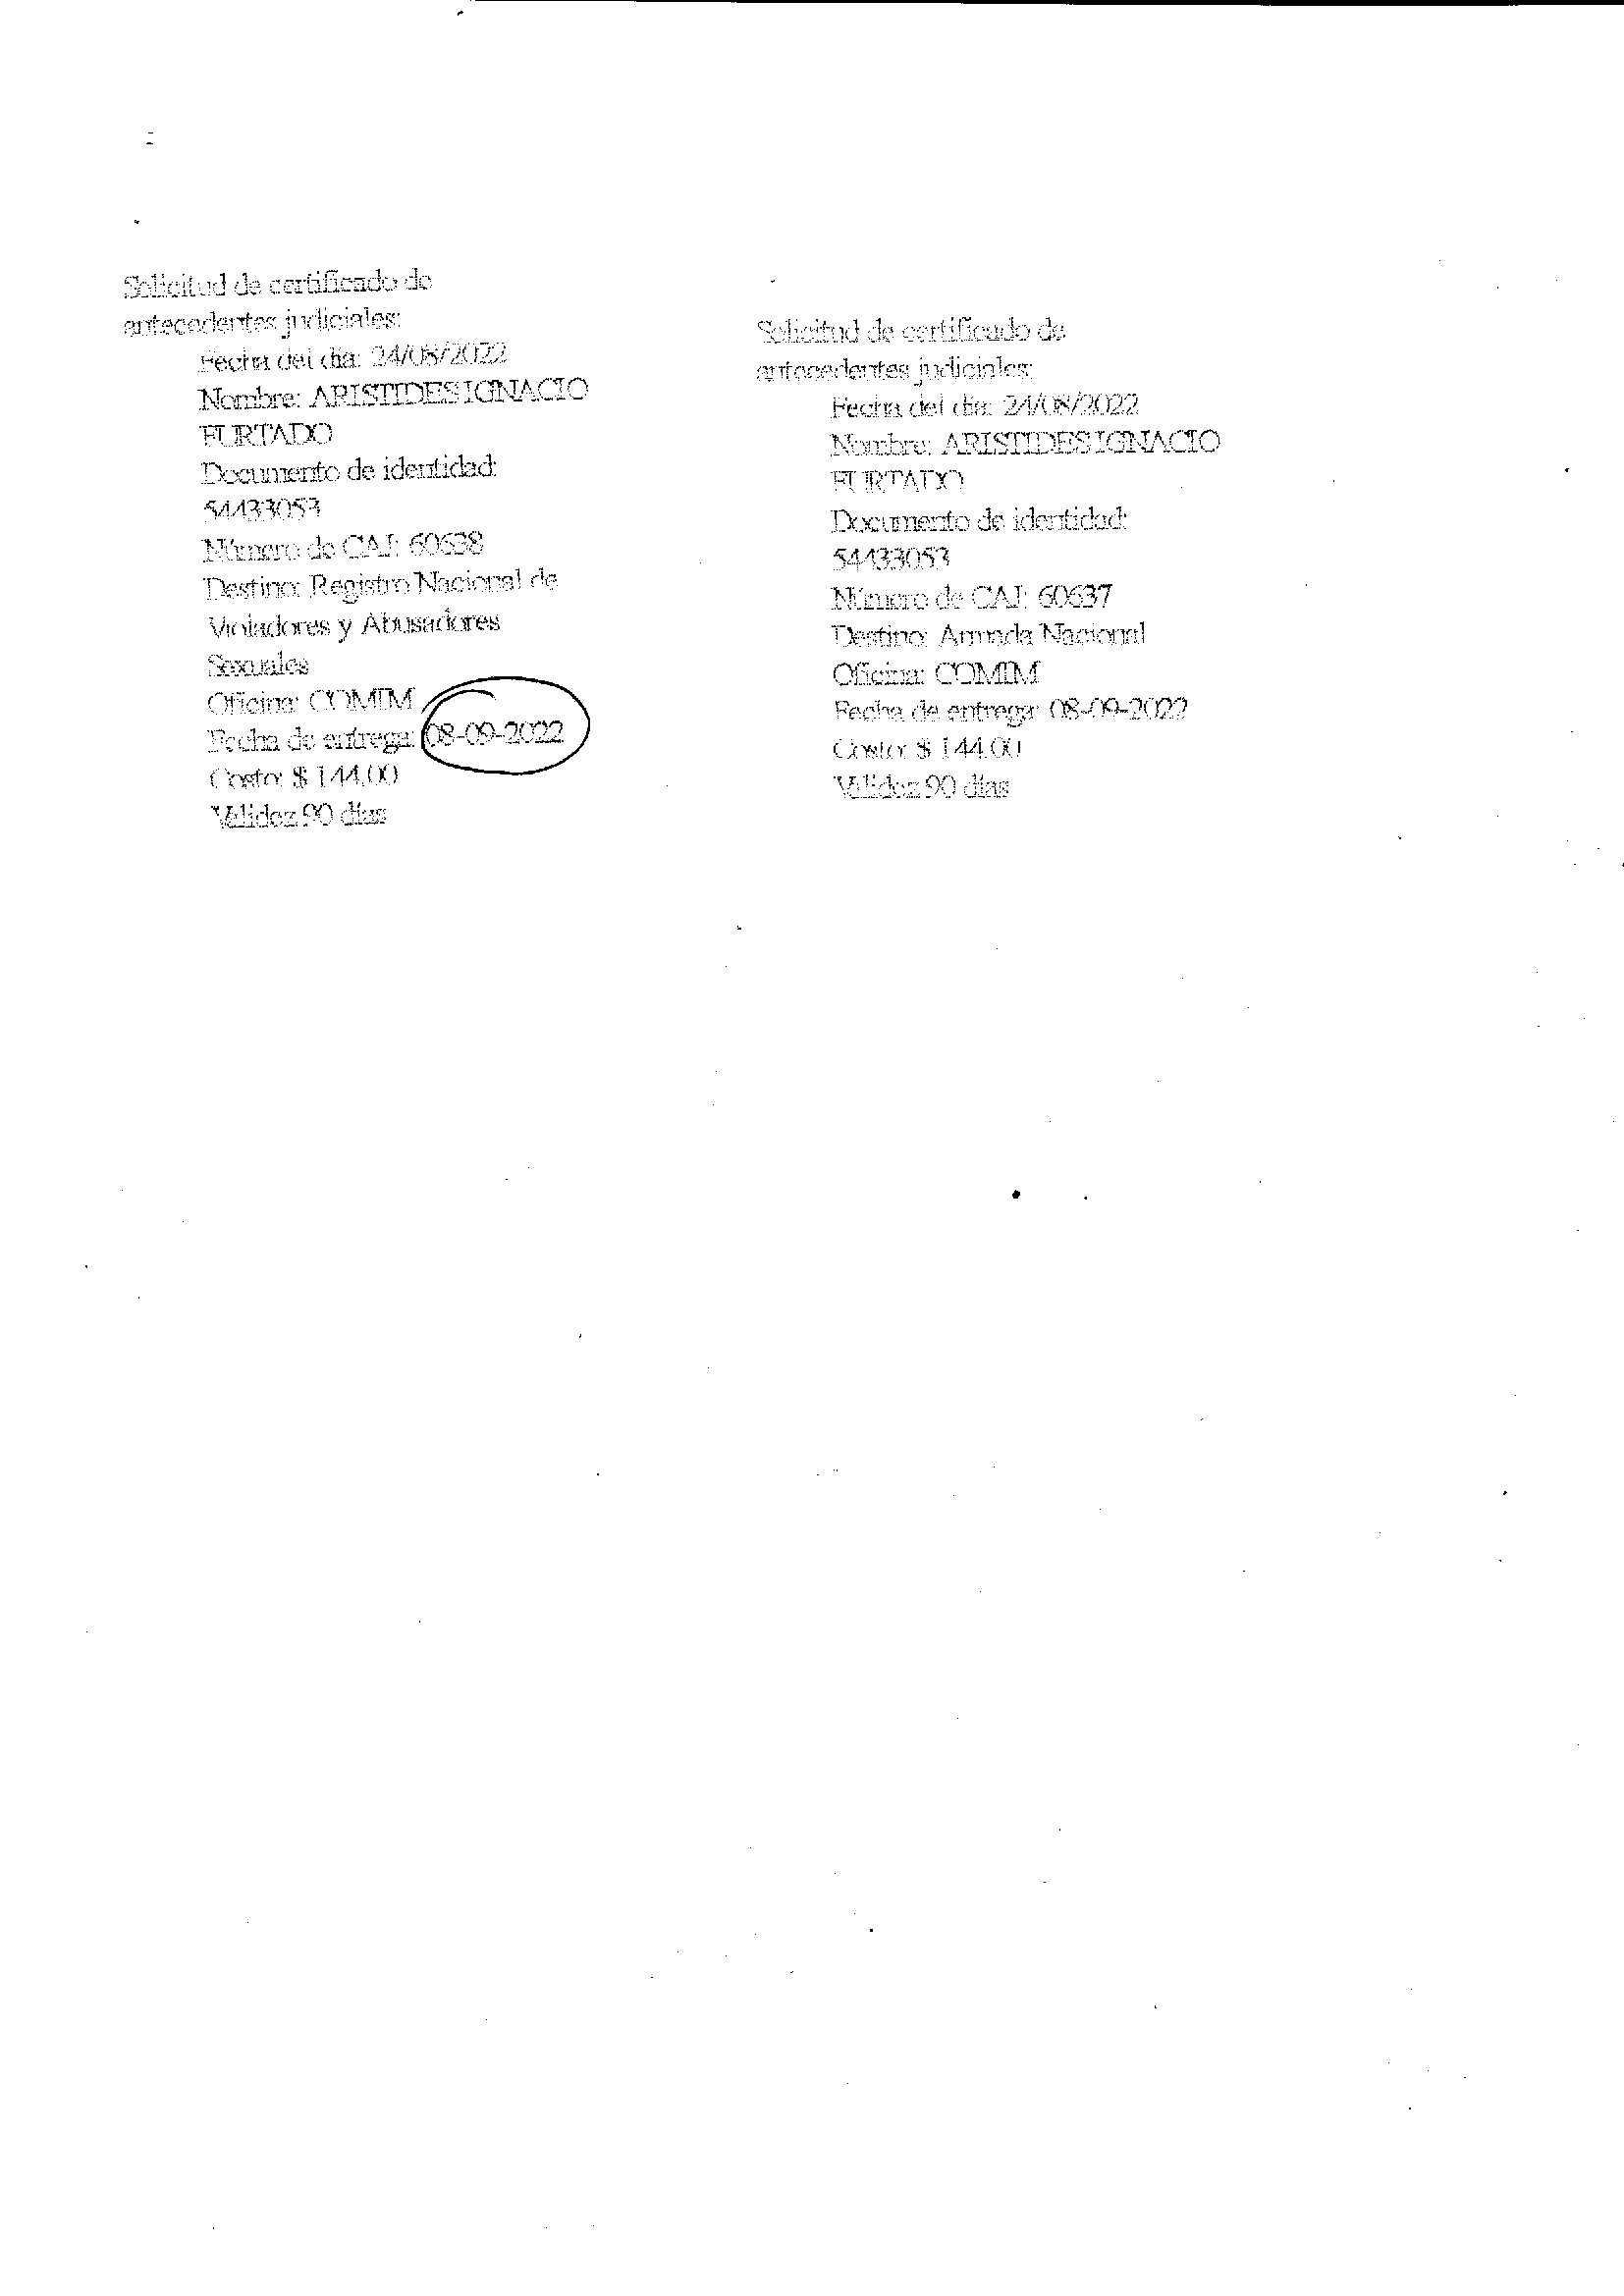 Solicitud de certificado de
antecedentes judiciales:
Fecha del día: 24/08/2022
Nombre: ARISTIDES IGNACIO
FURTADO
Documento de identidad:
54433053
Número de CAJ: 60638
Destino: Registro Nacional de
Violadores y Abusadores
Sexuales
Oficina: COMIM
Fecha de entrega: 08-09-2022
Costo: $ 144.00
Validez 90 días
Solicitud de certificado de
antecedentes judiciales:
Fecha del día: 24/08/2022
Nombre: ARISTIDES IGNACIO
FURTADO
Documento de identidad:
54433053
Número de CAJ: 60637
Destino: Armada Nacional
Oficina: COMIM
Fecha de entrega: 08-09-2022
Costo: $ 144.00
Validez 90 días